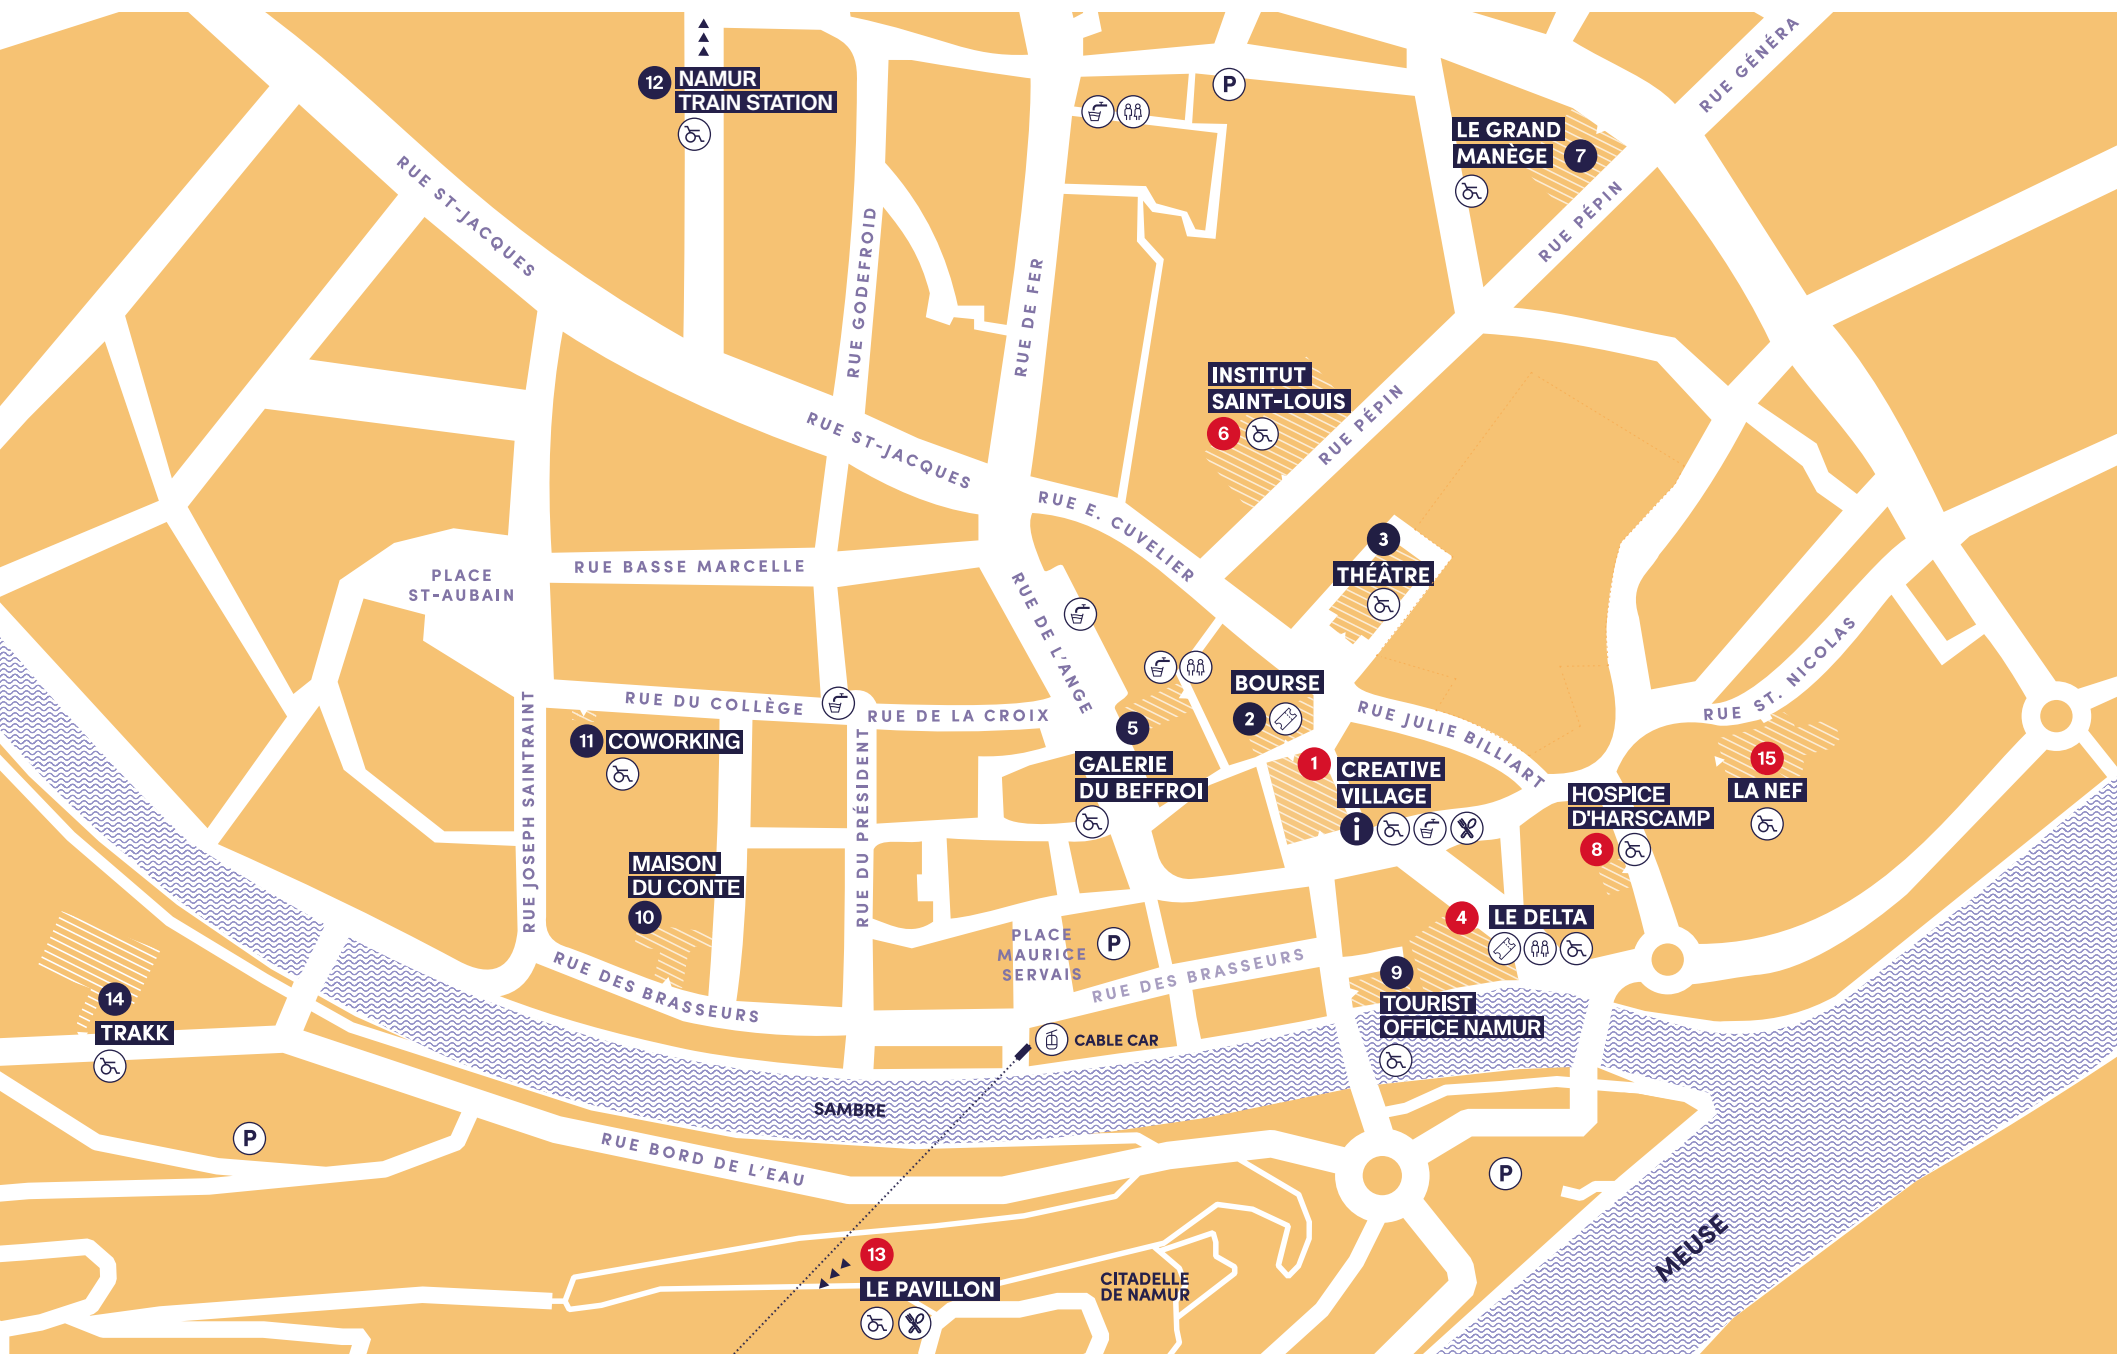 12 NAMUR
TRAIN STATION
P
RUE GÉNÉRA
LE GRAND
MANÈGE 7
RUE ST-JACQUES
RUE GODEFROID
RUE DE FER
RUE PÉPIN
INSTITUT
SAINT-LOUIS
6
RUE PÉPIN
RUE ST-JACQUES
RUE E. CUVELIER
3
THÉÂTRE
PLACE
ST-AUBAIN
RUE BASSE MARCELLE
RUE DE L'ANGE
RUE DU COLLÈGE
RUE DE LA CROIX
BOURSE
2
RUE JULIE BILLIART
RUE ST. NICOLAS
11 COWORKING
5
GALERIE
DU BEFFROI
1 CREATIVE
VILLAGE
i
HOSPICE
D'HARSCAMP
8
15
LA NEF
RUE JOSEPH SAINTRAINT
RUE DU PRÉSIDENT
MAISON
DU CONTE
10
4 LE DELTA
PLACE
MAURICE
SERVAIS
P
RUE DES BRASSEURS
RUE DES BRASSEURS
9
TOURIST
OFFICE NAMUR
14
TRAKK
CABLE CAR
SAMBRE
P
RUE BORD DE L'EAU
P
MEUSE
13
LE PAVILLON
CITADELLE
DE NAMUR